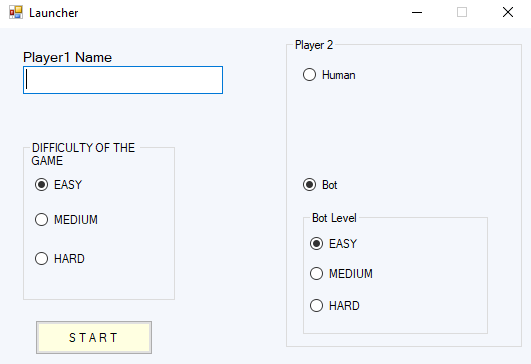 Launcher
Player1 Name
DIFFICULTY OF THE
GAME
EASY
MEDIUM
HARD
START
Player 2
Human
Bot
Bot Level
EASY
MEDIUM
HARD